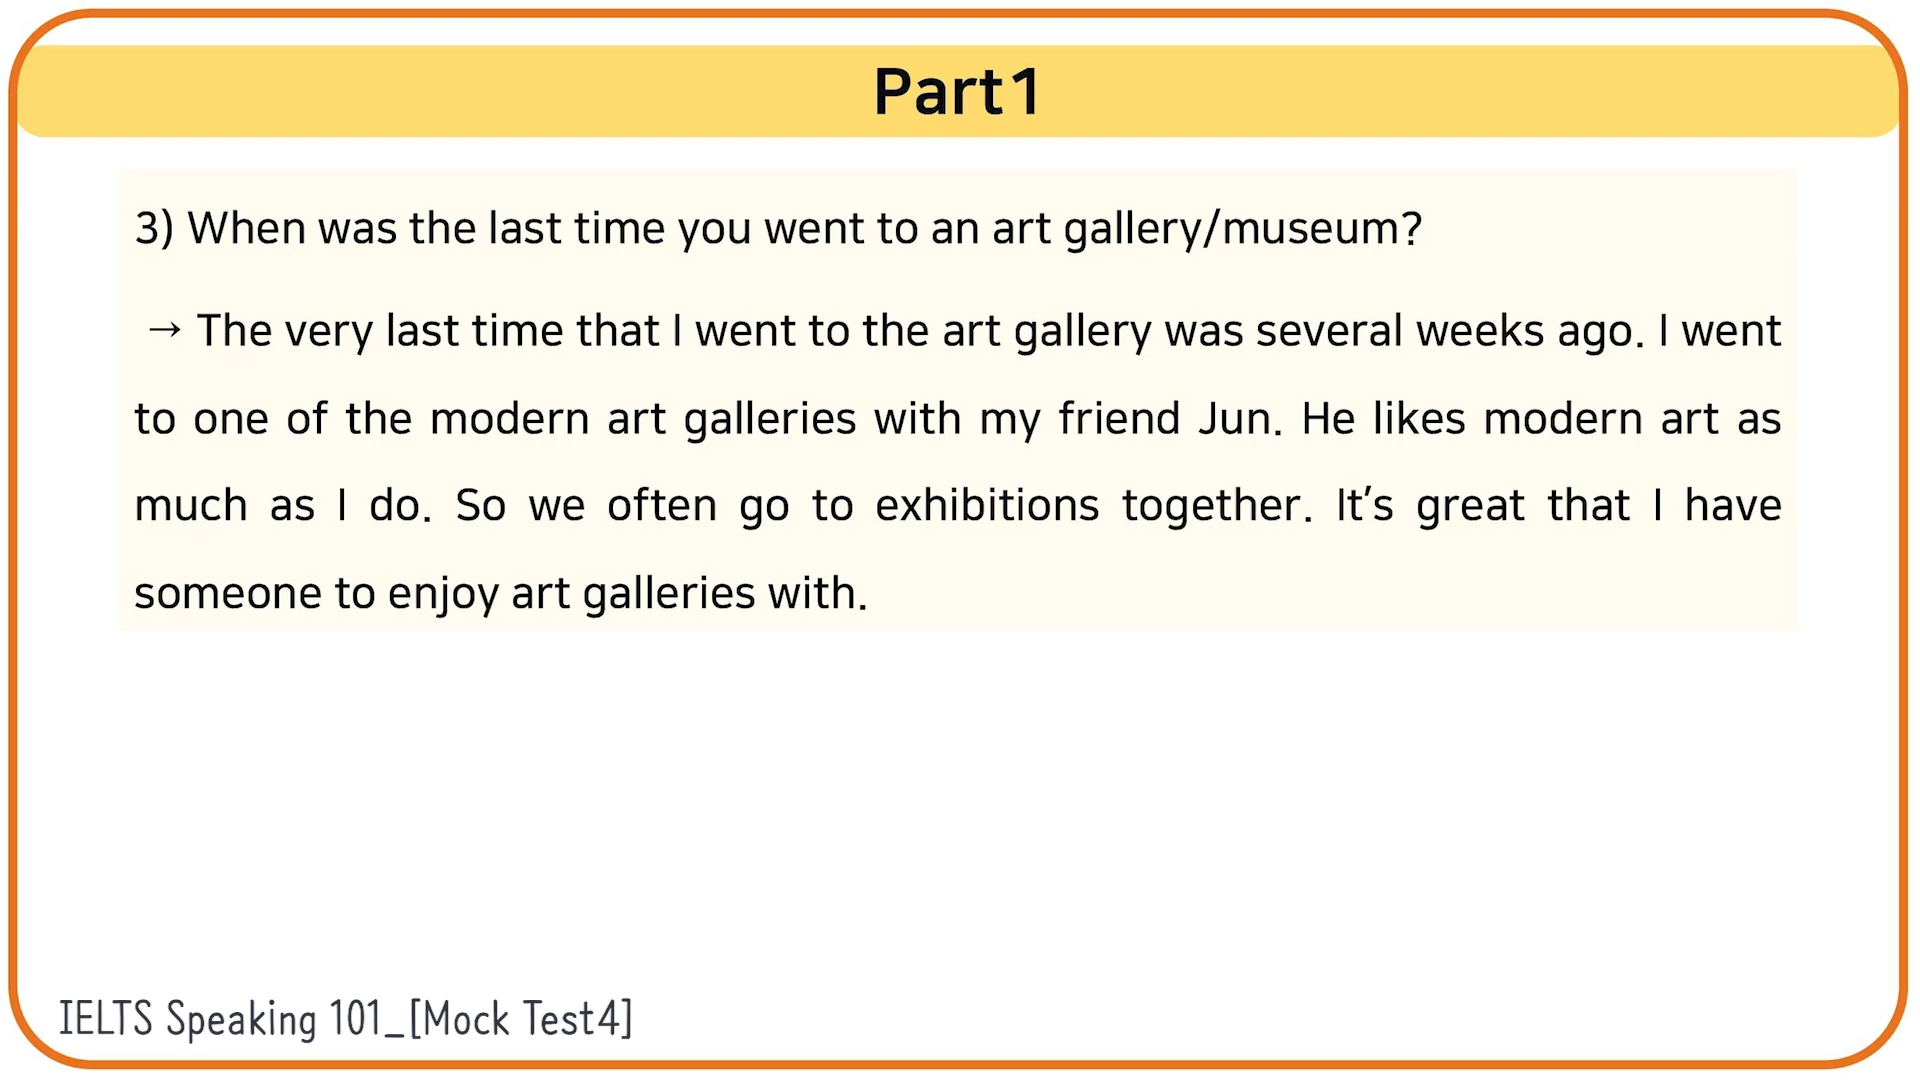 Part1
3) When was the last time you went to an art gallery/museum?
→ The very last time that I went to the art gallery was several weeks ago. I went
to one of the modern art galleries with my friend Jun. He likes modern art as
much as I do. So we often go to exhibitions together. It's great that I have
someone to enjoy art galleries with.
IELTS Speaking 101_[Mock Test4]